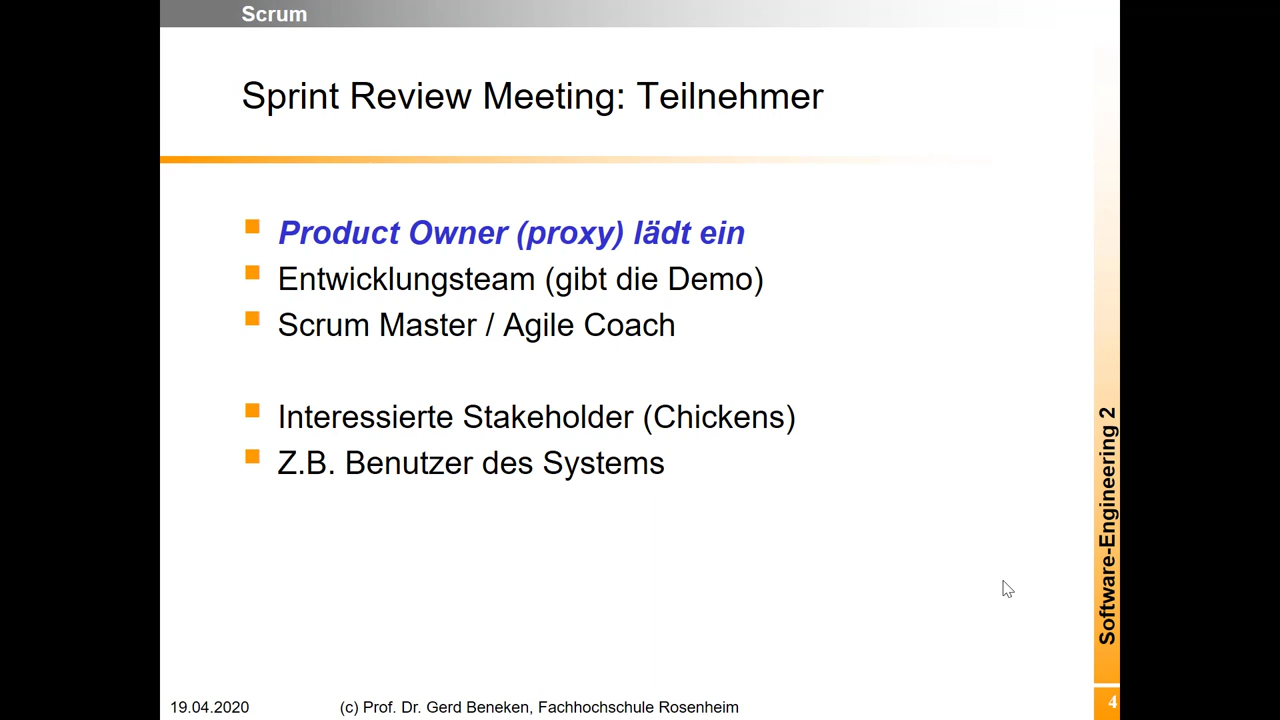 Scrum
Sprint Review Meeting: Teilnehmer
Product Owner (proxy) lädt ein
Entwicklungsteam (gibt die Demo)
Scrum Master / Agile Coach
Interessierte Stakeholder (Chickens)
Z.B. Benutzer des Systems
Software-Engineering 2
19.04.2020
(c) Prof. Dr. Gerd Beneken, Fachhochschule Rosenheim
4